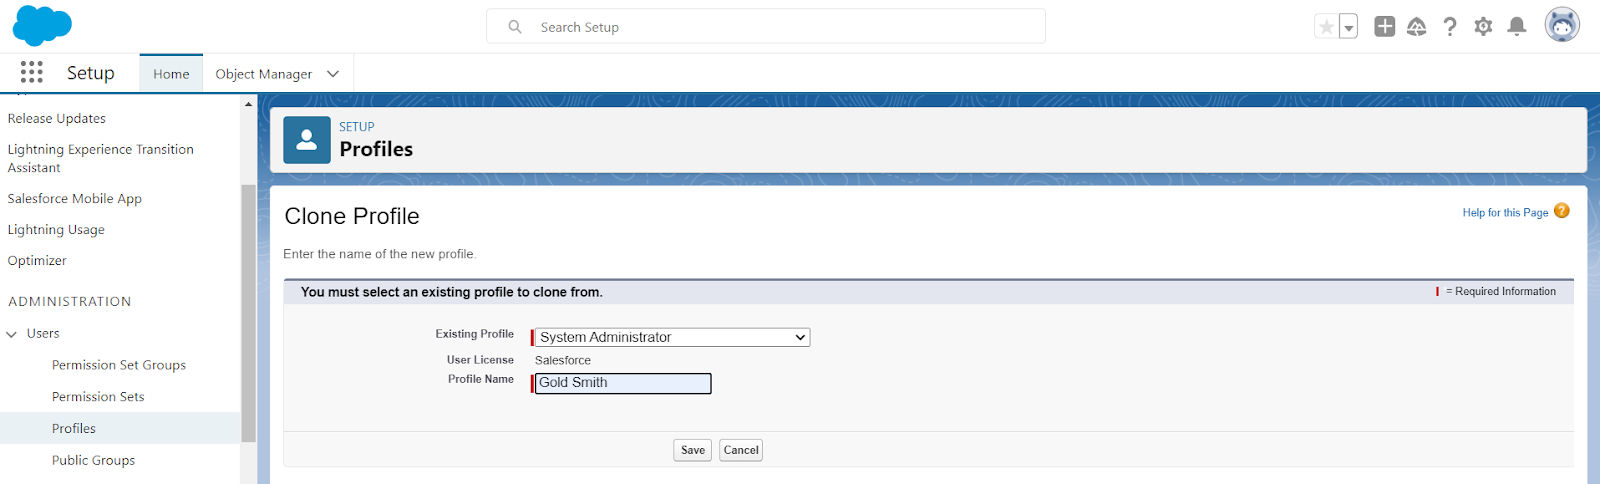 Search Setup
Setup
Home
Object Manager
Release Updates
Lightning Experience Transition
Assistant
Salesforce Mobile App
Lightning Usage
Optimizer
ADMINISTRATION
Users
Permission Set Groups
Permission Sets
Profiles
Public Groups
SETUP
Profiles
Clone Profile
Help for this Page ?
Enter the name of the new profile.
You must select an existing profile to clone from.
= Required Information
Existing Profile System Administrator
User License Salesforce
Profile Name Gold Smith
Save Cancel